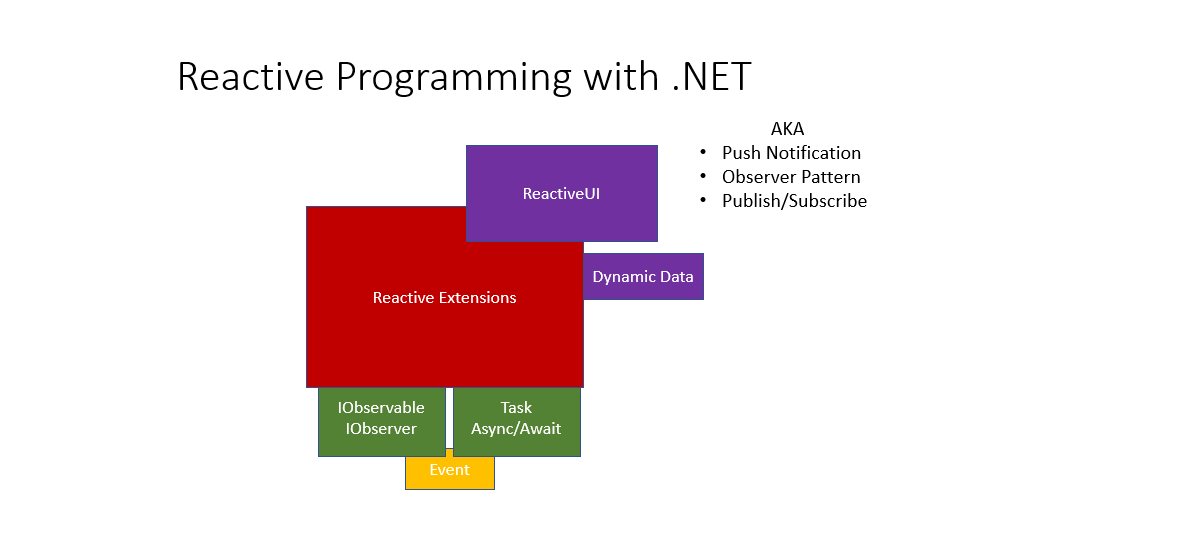 Reactive Programming with .NET
AKA
• Push Notification
• Observer Pattern
• Publish/Subscribe
ReactiveUI
Dynamic Data
Reactive Extensions
IObservable
IObserver
Task
Async/Await
Event